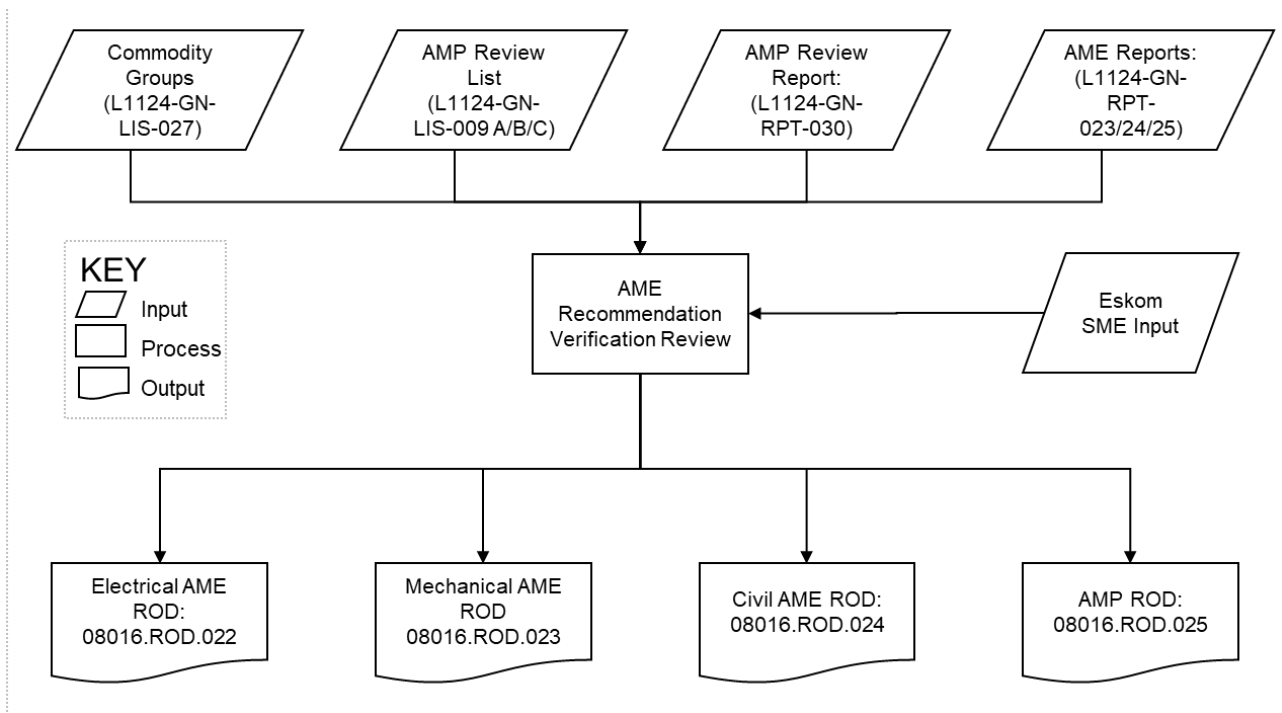 Commodity
Groups
(L1124-GN-
LIS-027)
AMP Review
List
(L1124-GN-
LIS-009 A/B/C)
AMP Review
Report:
(L1124-GN-
RPT-030)
AME Reports:
(L1124-GN-
RPT-
023/24/25)
KEY
Input
Process
Output
AME
Recommendation
Verification Review
Eskom
SME Input
Electrical AME
ROD:
08016.ROD.022
Mechanical AME
ROD
08016.ROD.023
Civil AME ROD:
08016.ROD.024
AMP ROD:
08016.ROD.025